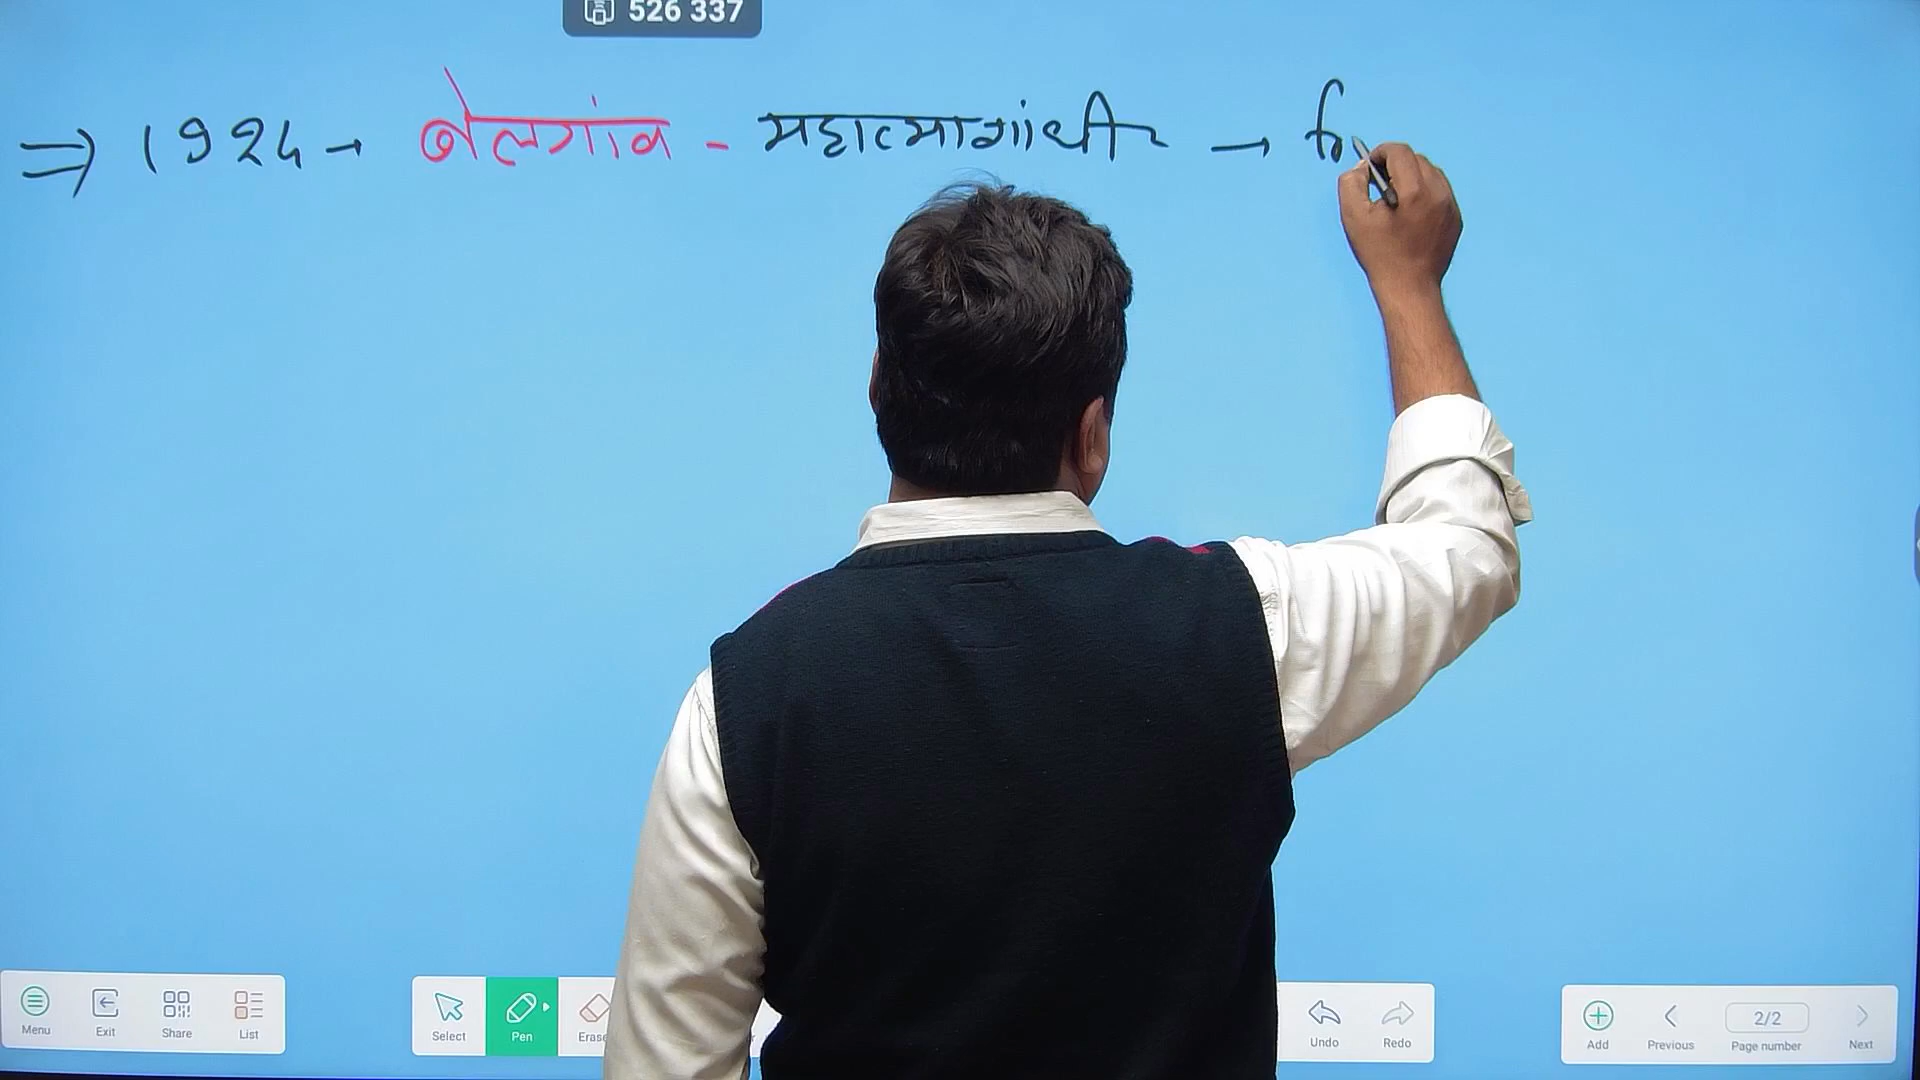 526 337
⇒ 1924 → बेलगांव - महात्मा गांधी →
Menu Exit Share List Select Pen Undo Redo Add Previous 2/2 Page number Next